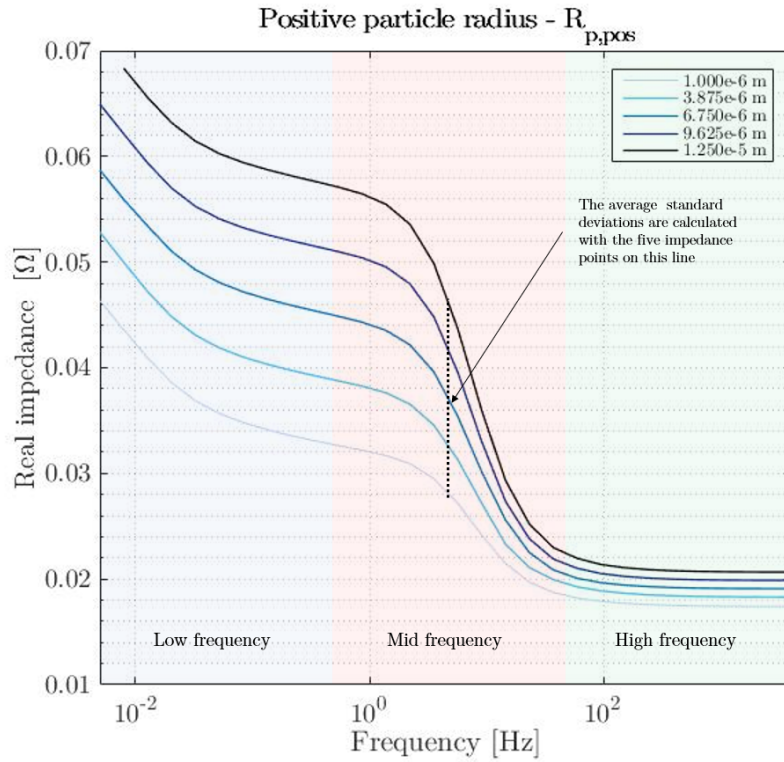 Positive particle radius - R_p,pos
0.07
0.06
0.05
0.04
0.03
0.02
0.01
Real impedance [Ω]
1.000e-6 m
3.875e-6 m
6.750e-6 m
9.625e-6 m
1.250e-5 m
The average standard
deviations are calculated
with the five impedance
points on this line
Low frequency
Mid frequency
High frequency
10^-2
10^0
10^2
Frequency [Hz]